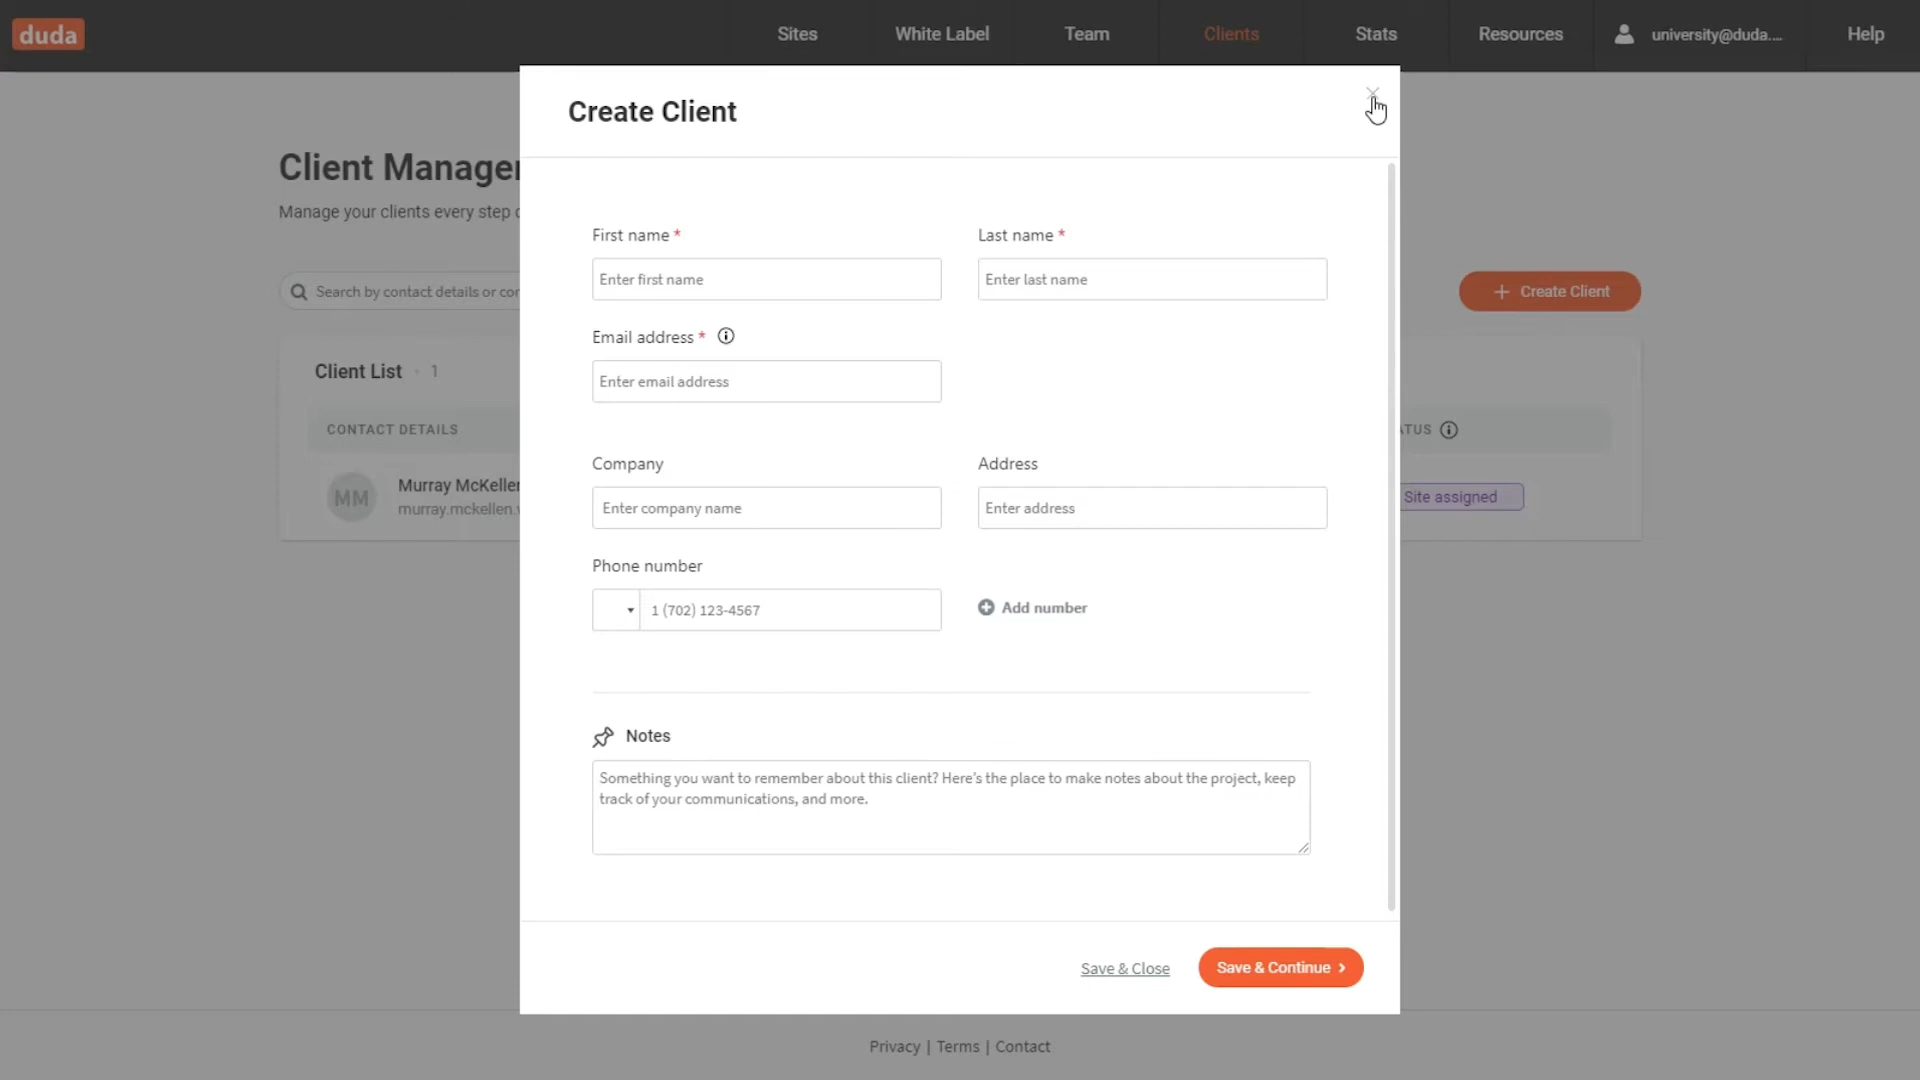 duda
Sites
White Label
Team
Clients
Stats
Resources
university@duda....
Help
Create Client
Client Manager
Manage your clients every step
Search by contact details or
+ Create Client
Client List · 1
CONTACT DETAILS
ATUS
MM
Murray McKeller
murray.mckellen.
Site assigned
First name *
Last name *
Enter first name
Enter last name
Email address *
Enter email address
Company
Address
Enter company name
Enter address
Phone number
1 (702) 123-4567
Add number
Notes
Something you want to remember about this client? Here's the place to make notes about the project, keep
track of your communications, and more.
Save & Close
Save & Continue
Privacy | Terms | Contact